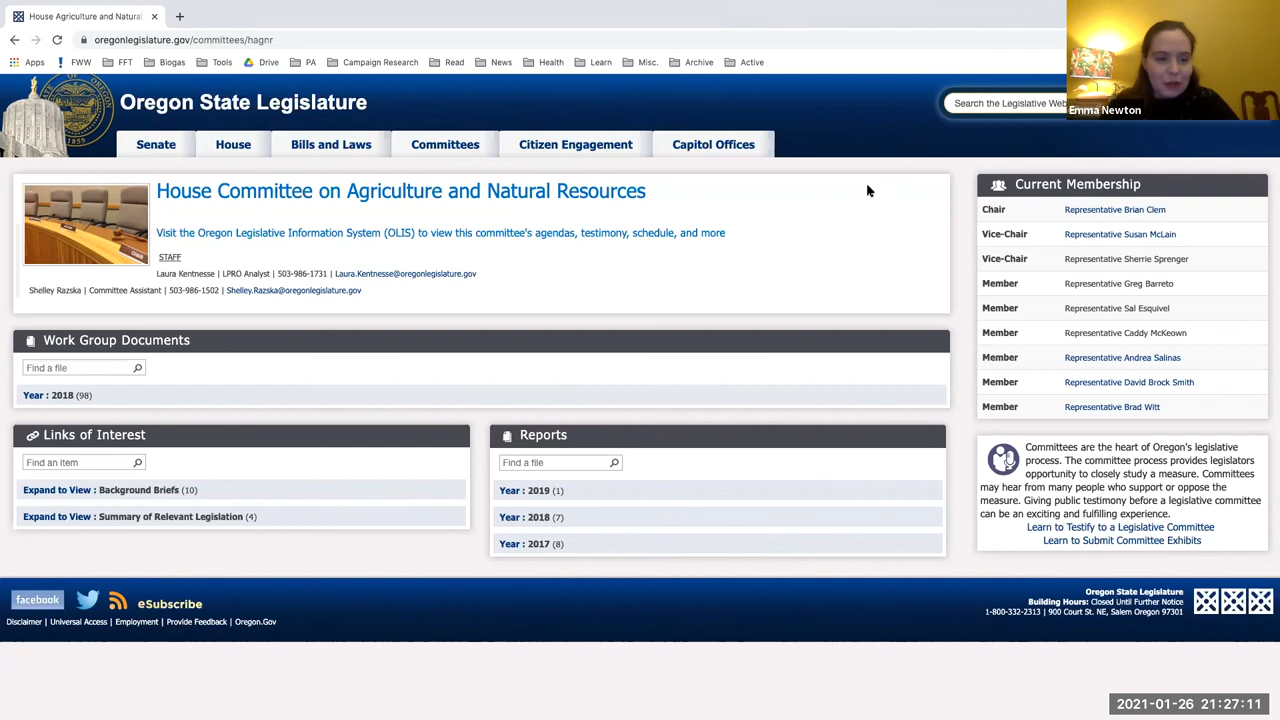 House Agriculture and Natura
oregonlegislature.gov/committees/hagnr
Apps FWW FFT Biogas Tools Drive PA Campaign Research Read News Health Learn Misc. Archive Active
Emma Newton
Oregon State Legislature
Search the Legislative Web
1859
Senate House Bills and Laws Committees Citizen Engagement Capitol Offices
House Committee on Agriculture and Natural Resources
Visit the Oregon Legislative Information System (OLIS) to view this committee's agendas, testimony, schedule, and more
STAFF
Laura Kentnesse | LPRO Analyst | 503-986-1731 | Laura.Kentnesse@oregonlegislature.gov
Shelley Razska | Committee Assistant | 503-986-1502 | Shelley.Razska@oregonlegislature.gov
Work Group Documents
Find a file
Year : 2018 (98)
Links of Interest
Find an item
Expand to View : Background Briefs (10)
Expand to View : Summary of Relevant Legislation (4)
Reports
Find a file
Year : 2019 (1)
Year : 2018 (7)
Year : 2017 (8)
Current Membership
Chair Representative Brian Clem
Vice-Chair Representative Susan McLain
Vice-Chair Representative Sherrie Sprenger
Member Representative Greg Barreto
Member Representative Sal Esquivel
Member Representative Caddy McKeown
Member Representative Andrea Salinas
Member Representative David Brock Smith
Member Representative Brad Witt
Committees are the heart of Oregon's legislative
process. The committee process provides legislators
opportunity to closely study a measure. Committees
may hear from many people who support or oppose the
measure. Giving public testimony before a legislative committee
can be an exciting and fulfilling experience.
Learn to Testify to a Legislative Committee
Learn to Submit Committee Exhibits
facebook eSubscribe
Disclaimer | Universal Access | Employment | Provide Feedback | Oregon.Gov
Oregon State Legislature
Building Hours: Closed Until Further Notice
1-800-332-2313 | 900 Court St. NE, Salem Oregon 97301
2021-01-26 21:27:11